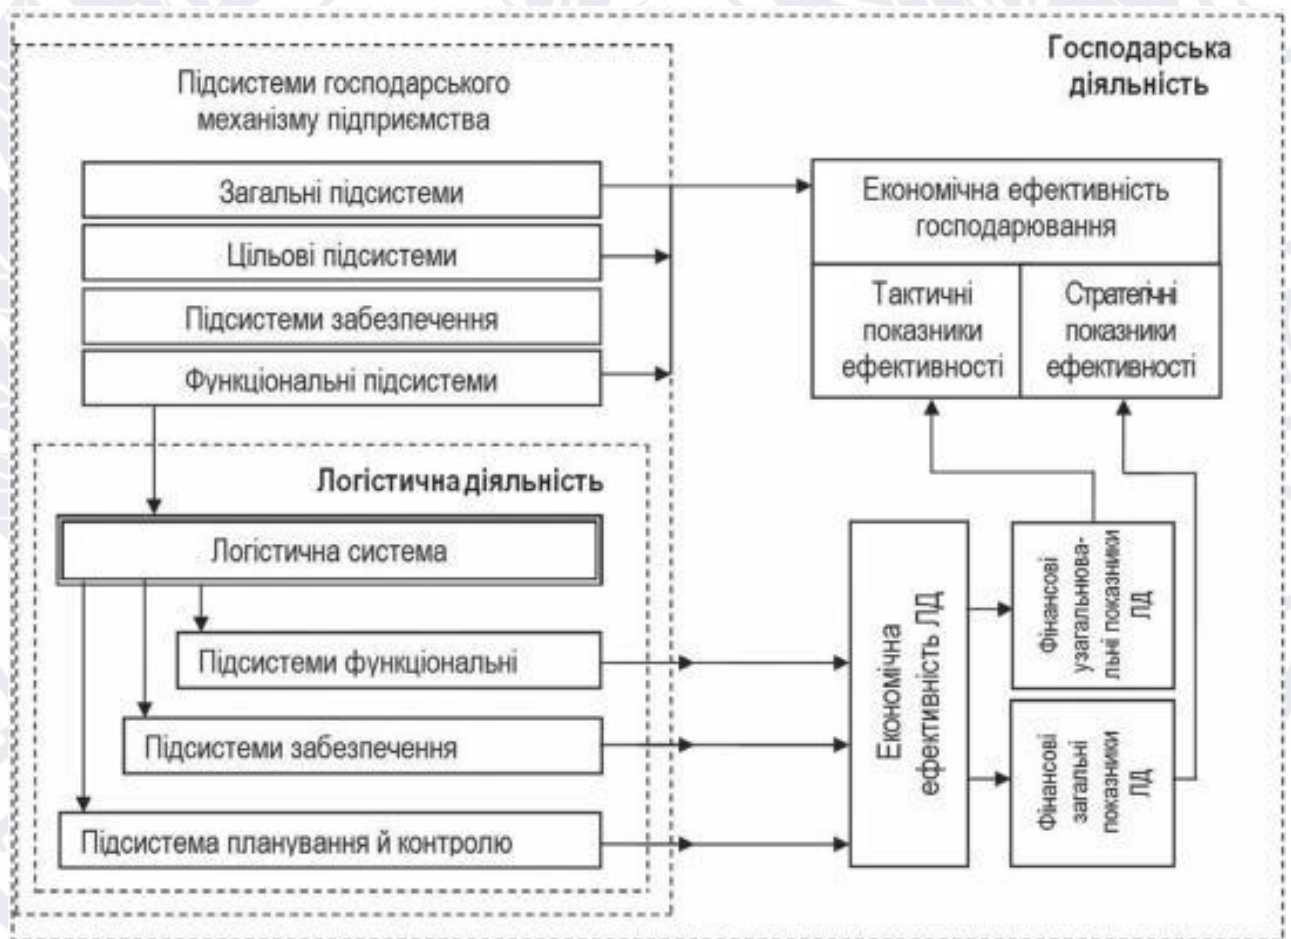 Господарська
діяльність
Підсистеми господарського
механізму підприємства
Загальні підсистеми
Цільові підсистеми
Підсистеми забезпечення
Функціональні підсистеми
Економічна ефективність
господарювання
Тактичні
показники
ефективності
Стратегічні
показники
ефективності
Логістична діяльність
Логістична система
Підсистеми функціональні
Підсистеми забезпечення
Підсистема планування й контролю
Економічна
ефективність ЛД
Фінансові
узагальнюва-
льні показники
ЛД
Фінансові
загальні
показники
ЛД